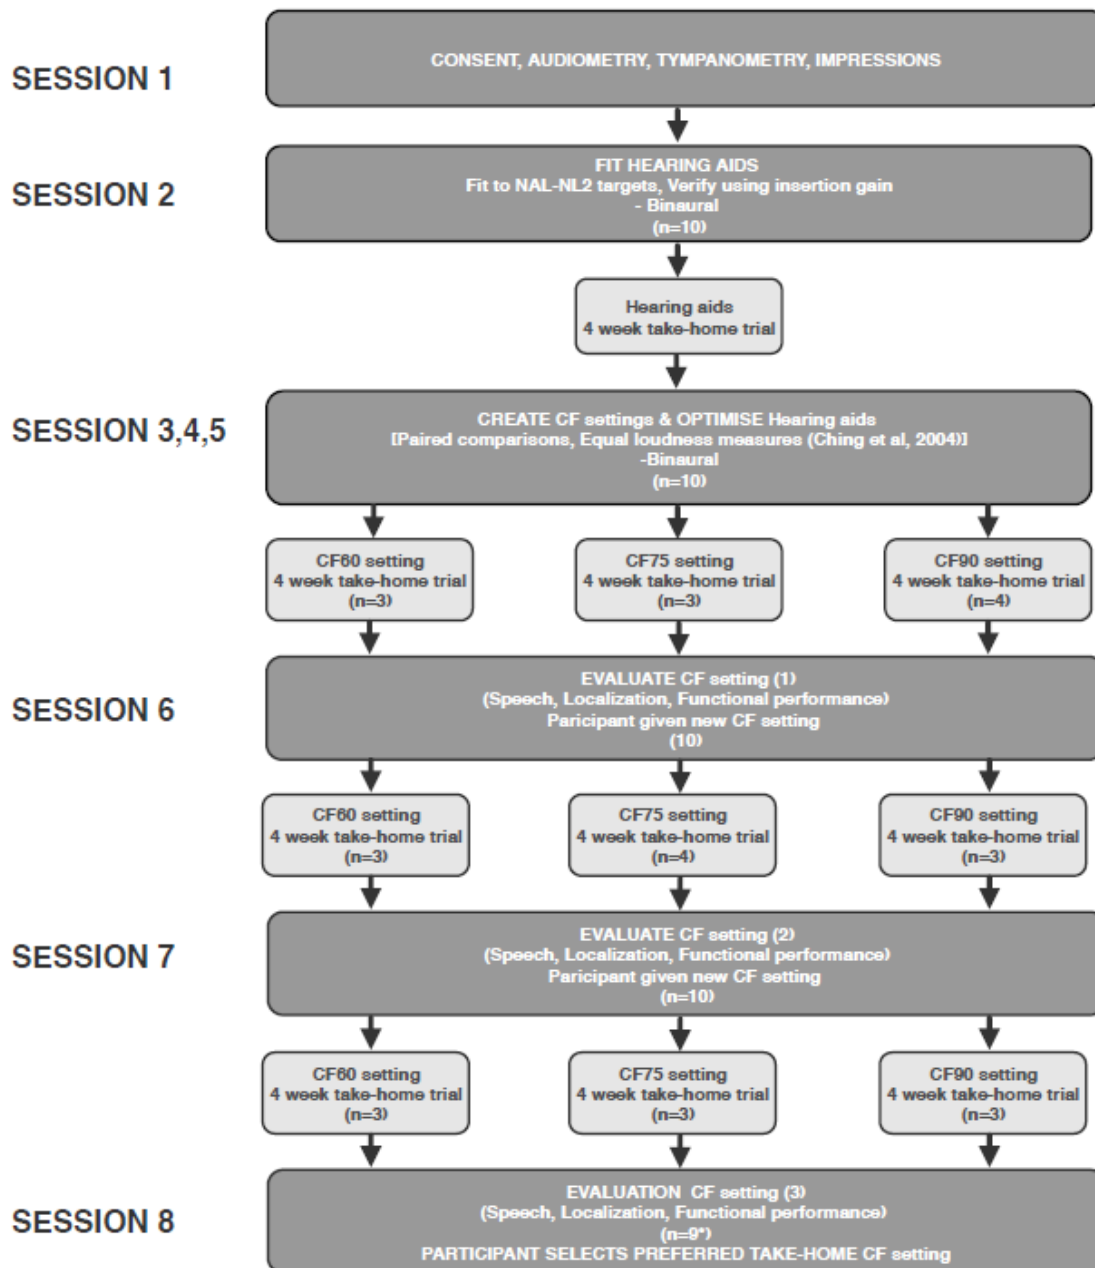 SESSION 1
CONSENT, AUDIOMETRY, TYMPANOMETRY, IMPRESSIONS
SESSION 2
FIT HEARING AIDS
Fit to NAL-NL2 targets, Verify using insertion gain
- Binaural
(n=10)
Hearing aids
4 week take-home trial
SESSION 3,4,5
CREATE CF settings & OPTIMISE Hearing aids
[Paired comparisons, Equal loudness measures (Ching et al, 2004)]
-Binaural
(n=10)
CF60 setting
4 week take-home trial
(n=3)
CF75 setting
4 week take-home trial
(n=3)
CF90 setting
4 week take-home trial
(n=4)
SESSION 6
EVALUATE CF setting (1)
(Speech, Localization, Functional performance)
Paricipant given new CF setting
(10)
CF60 setting
4 week take-home trial
(n=3)
CF75 setting
4 week take-home trial
(n=4)
CF90 setting
4 week take-home trial
(n=3)
SESSION 7
EVALUATE CF setting (2)
(Speech, Localization, Functional performance)
Paricipant given new CF setting
(n=10)
CF60 setting
4 week take-home trial
(n=3)
CF75 setting
4 week take-home trial
(n=3)
CF90 setting
4 week take-home trial
(n=3)
SESSION 8
EVALUATION CF setting (3)
(Speech, Localization, Functional performance)
(n=9*)
PARTICIPANT SELECTS PREFERRED TAKE-HOME CF setting